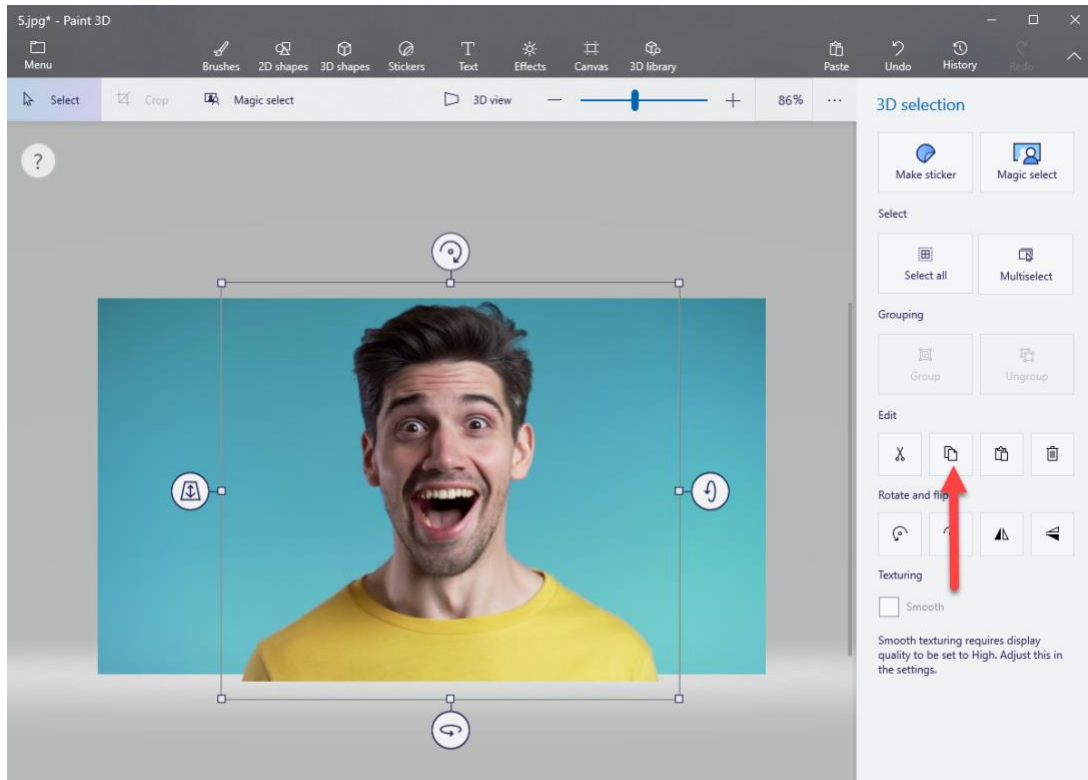 5.jpg* - Paint 3D
Menu
Brushes
2D shapes
3D shapes
Stickers
Text
Effects
Canvas
3D library
Paste
Undo
History
Redo
Select
Crop
Magic select
3D view
86%
?
3D selection
Make sticker
Magic select
Select
Select all
Multiselect
Grouping
Group
Ungroup
Edit
Rotate and flip
Texturing
Smooth
Smooth texturing requires display
quality to be set to High. Adjust this in
the settings.